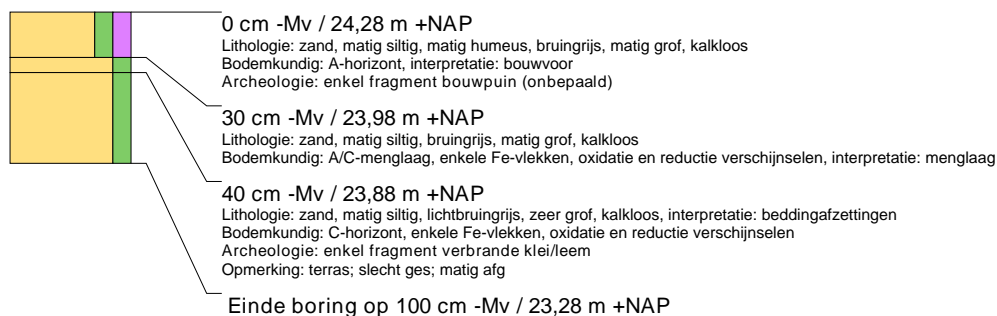 0 cm -Mv / 24,28 m +NAP
Lithologie: zand, matig siltig, matig humeus, bruingrijs, matig grof, kalkloos
Bodemkundig: A-horizont, interpretatie: bouwvoor
Archeologie: enkel fragment bouwpuin (onbepaald)
30 cm -Mv / 23,98 m +NAP
Lithologie: zand, matig siltig, bruingrijs, matig grof, kalkloos
Bodemkundig: A/C-menglaag, enkele Fe-vlekken, oxidatie en reductie verschijnselen, interpretatie: menglaag
40 cm -Mv / 23,88 m +NAP
Lithologie: zand, matig siltig, lichtbruingrijs, zeer grof, kalkloos, interpretatie: beddingafzettingen
Bodemkundig: C-horizont, enkele Fe-vlekken, oxidatie en reductie verschijnselen
Archeologie: enkel fragment verbrande klei/leem
Opmerking: terras; slecht ges; matig afg
Einde boring op 100 cm -Mv / 23,28 m +NAP